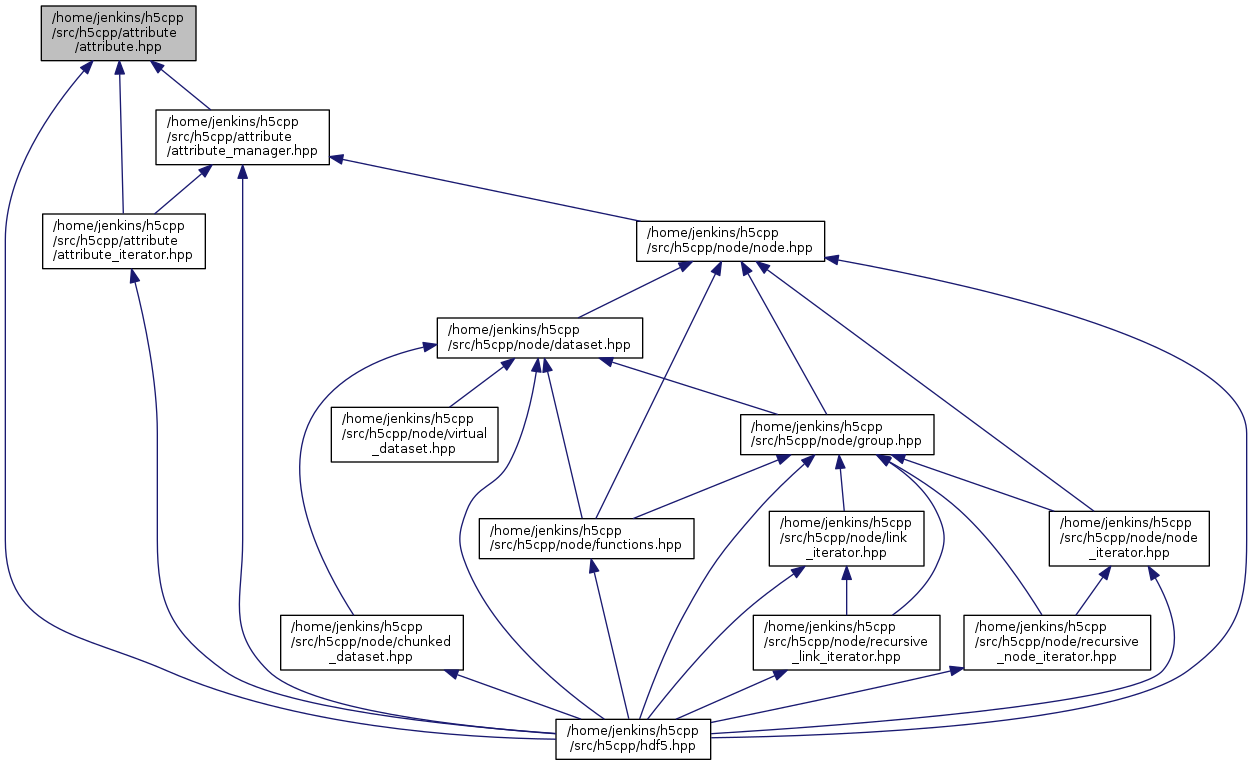 /home/jenkins/h5cpp
/src/h5cpp/attribute
/attribute.hpp
/home/jenkins/h5cpp
/src/h5cpp/attribute
/attribute_manager.hpp
/home/jenkins/h5cpp
/src/h5cpp/attribute
/attribute_iterator.hpp
/home/jenkins/h5cpp
/src/h5cpp/node/node.hpp
/home/jenkins/h5cpp
/src/h5cpp/node/dataset.hpp
/home/jenkins/h5cpp
/src/h5cpp/node/virtual
_dataset.hpp
/home/jenkins/h5cpp
/src/h5cpp/node/group.hpp
/home/jenkins/h5cpp
/src/h5cpp/node/functions.hpp
/home/jenkins/h5cpp
/src/h5cpp/node/link
_iterator.hpp
/home/jenkins/h5cpp
/src/h5cpp/node/node
_iterator.hpp
/home/jenkins/h5cpp
/src/h5cpp/node/chunked
_dataset.hpp
/home/jenkins/h5cpp
/src/h5cpp/node/recursive
_link_iterator.hpp
/home/jenkins/h5cpp
/src/h5cpp/node/recursive
_node_iterator.hpp
/home/jenkins/h5cpp
/src/h5cpp/hdf5.hpp